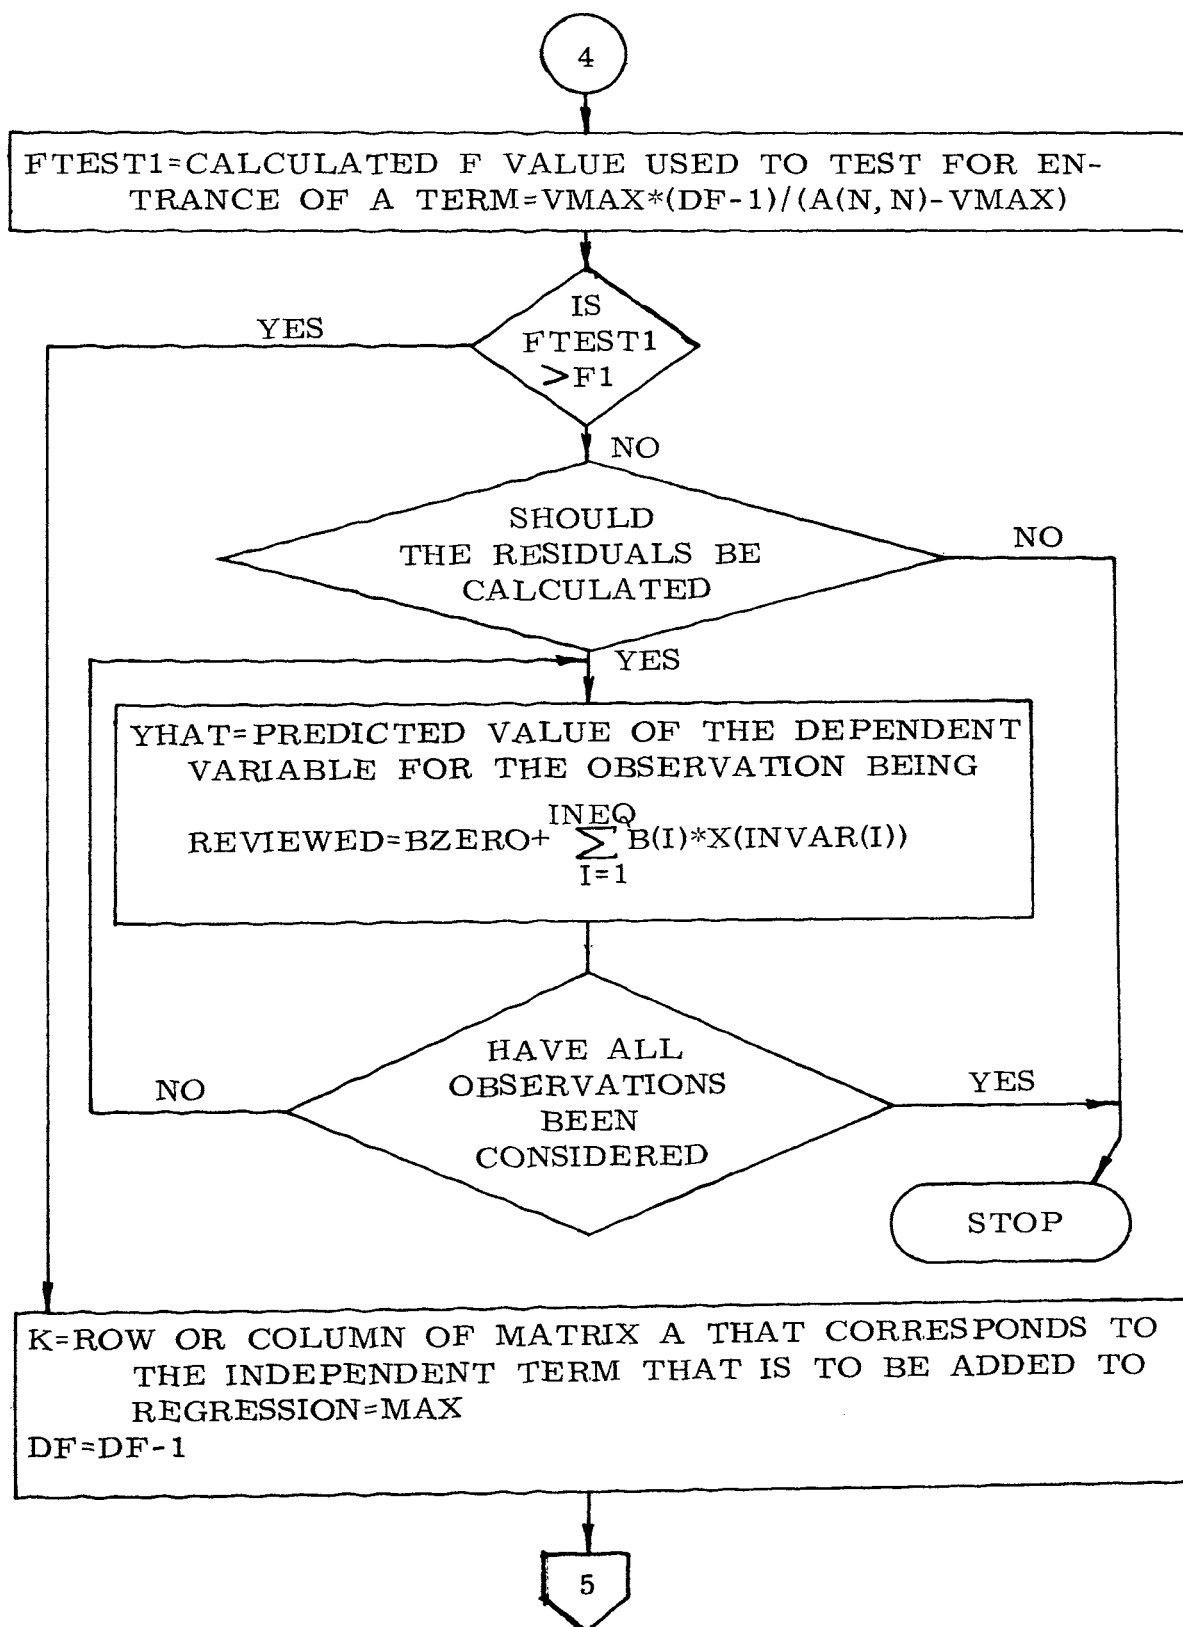 4
FTEST1=CALCULATED F VALUE USED TO TEST FOR EN-
TRANCE OF A TERM=VMAX*(DF-1)/(A(N,N)-VMAX)
IS
FTEST1
>F1
YES
NO
SHOULD
THE RESIDUALS BE
CALCULATED
NO
YES
YHAT=PREDICTED VALUE OF THE DEPENDENT
VARIABLE FOR THE OBSERVATION BEING
INEQ
REVIEWED=BZERO+ ∑ B(I)*X(INVAR(I))
I=1
HAVE ALL
OBSERVATIONS
BEEN
CONSIDERED
NO
YES
STOP
K=ROW OR COLUMN OF MATRIX A THAT CORRESPONDS TO
THE INDEPENDENT TERM THAT IS TO BE ADDED TO
REGRESSION=MAX
DF=DF-1
5